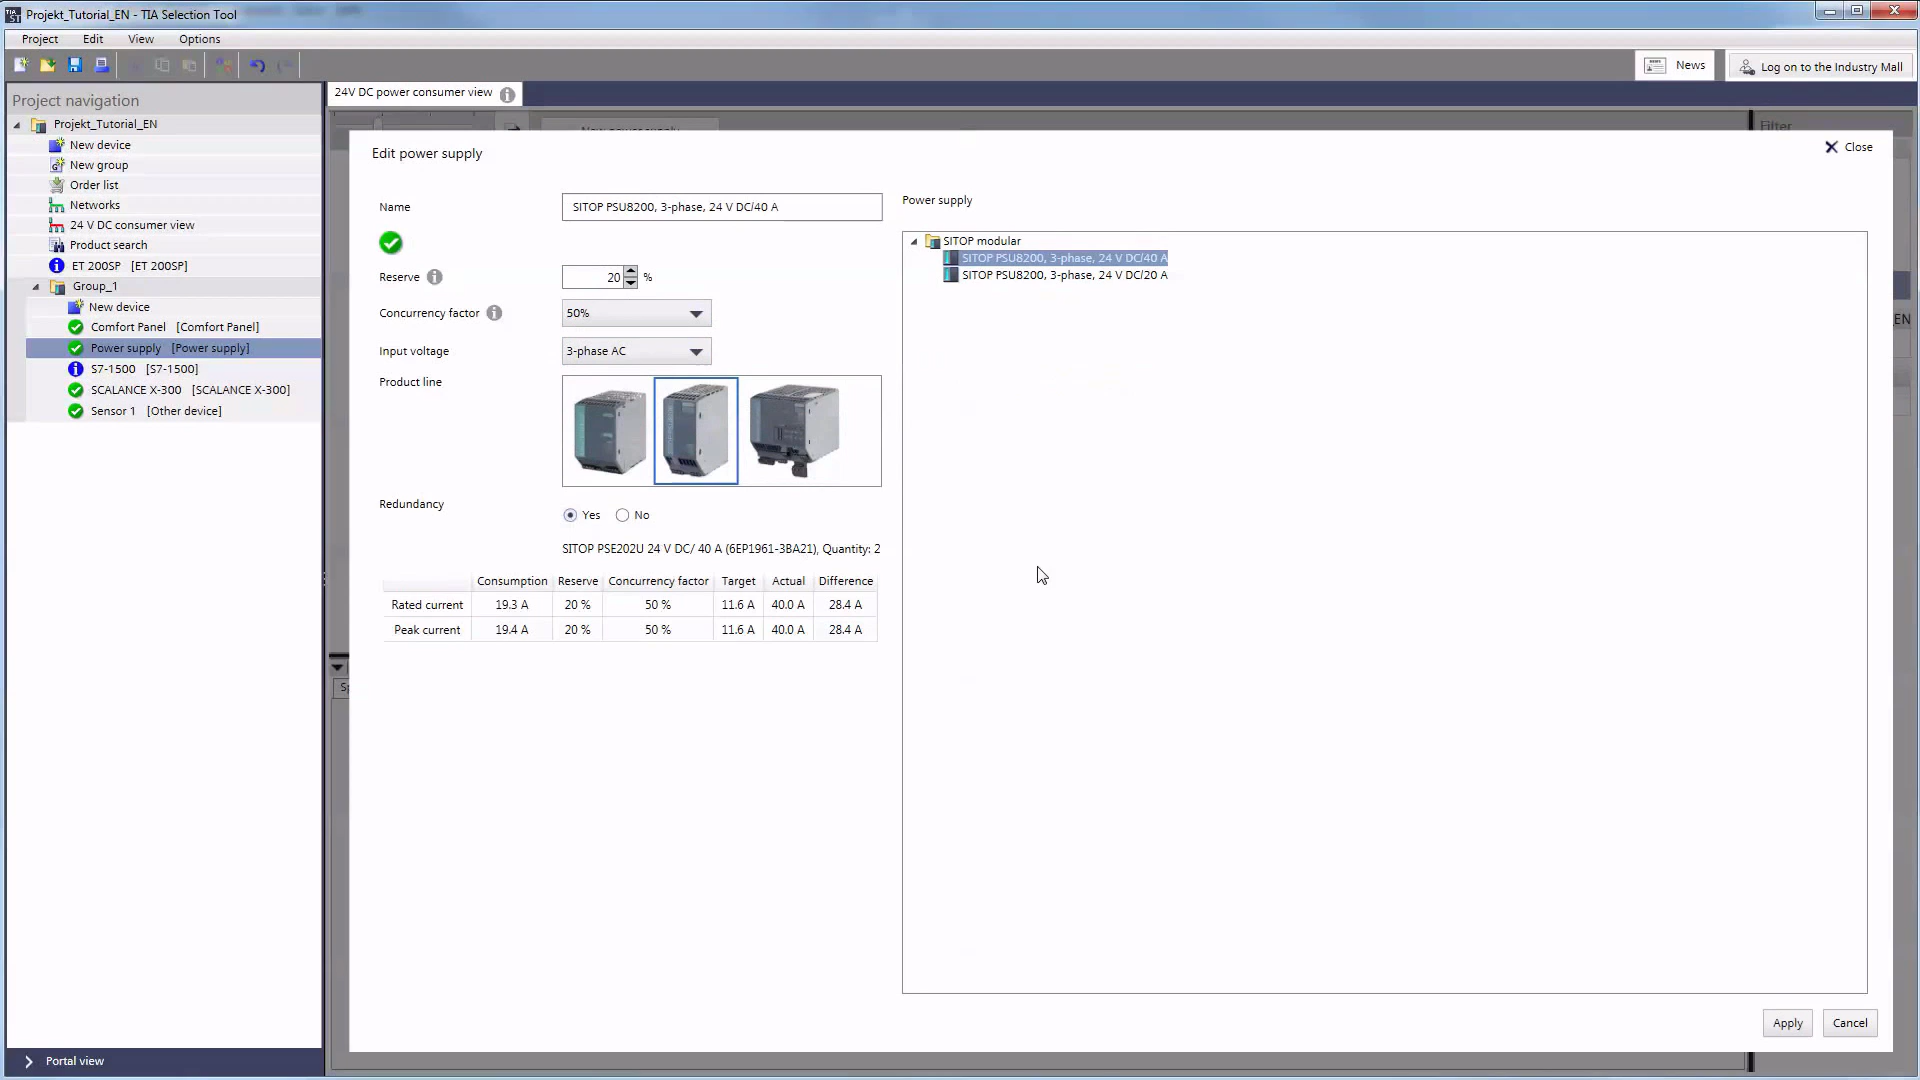 Projekt_Tutorial_EN - TIA Selection Tool
Project Edit View Options
News
Log on to the Industry Mall
Project navigation
Projekt_Tutorial_EN
New device
New group
Order list
Networks
24 V DC consumer view
Product search
ET 200SP [ET 200SP]
Group_1
New device
Comfort Panel [Comfort Panel]
Power supply [Power supply]
S7-1500 [S7-1500]
SCALANCE X-300 [SCALANCE X-300]
Sensor 1 [Other device]
Portal view
24V DC power consumer view
New power supply
Filter
EN
Edit power supply
Close
Name SITOP PSU8200, 3-phase, 24 V DC/40 A
Reserve 20 %
Concurrency factor 50%
Input voltage 3-phase AC
Product line
Redundancy
Yes No
SITOP PSE202U 24 V DC/ 40 A (6EP1961-3BA21), Quantity: 2
Consumption Reserve Concurrency factor Target Actual Difference
Rated current 19.3 A 20 % 50 % 11.6 A 40.0 A 28.4 A
Peak current 19.4 A 20 % 50 % 11.6 A 40.0 A 28.4 A
Power supply
SITOP modular
SITOP PSU8200, 3-phase, 24 V DC/40 A
SITOP PSU8200, 3-phase, 24 V DC/20 A
Apply Cancel